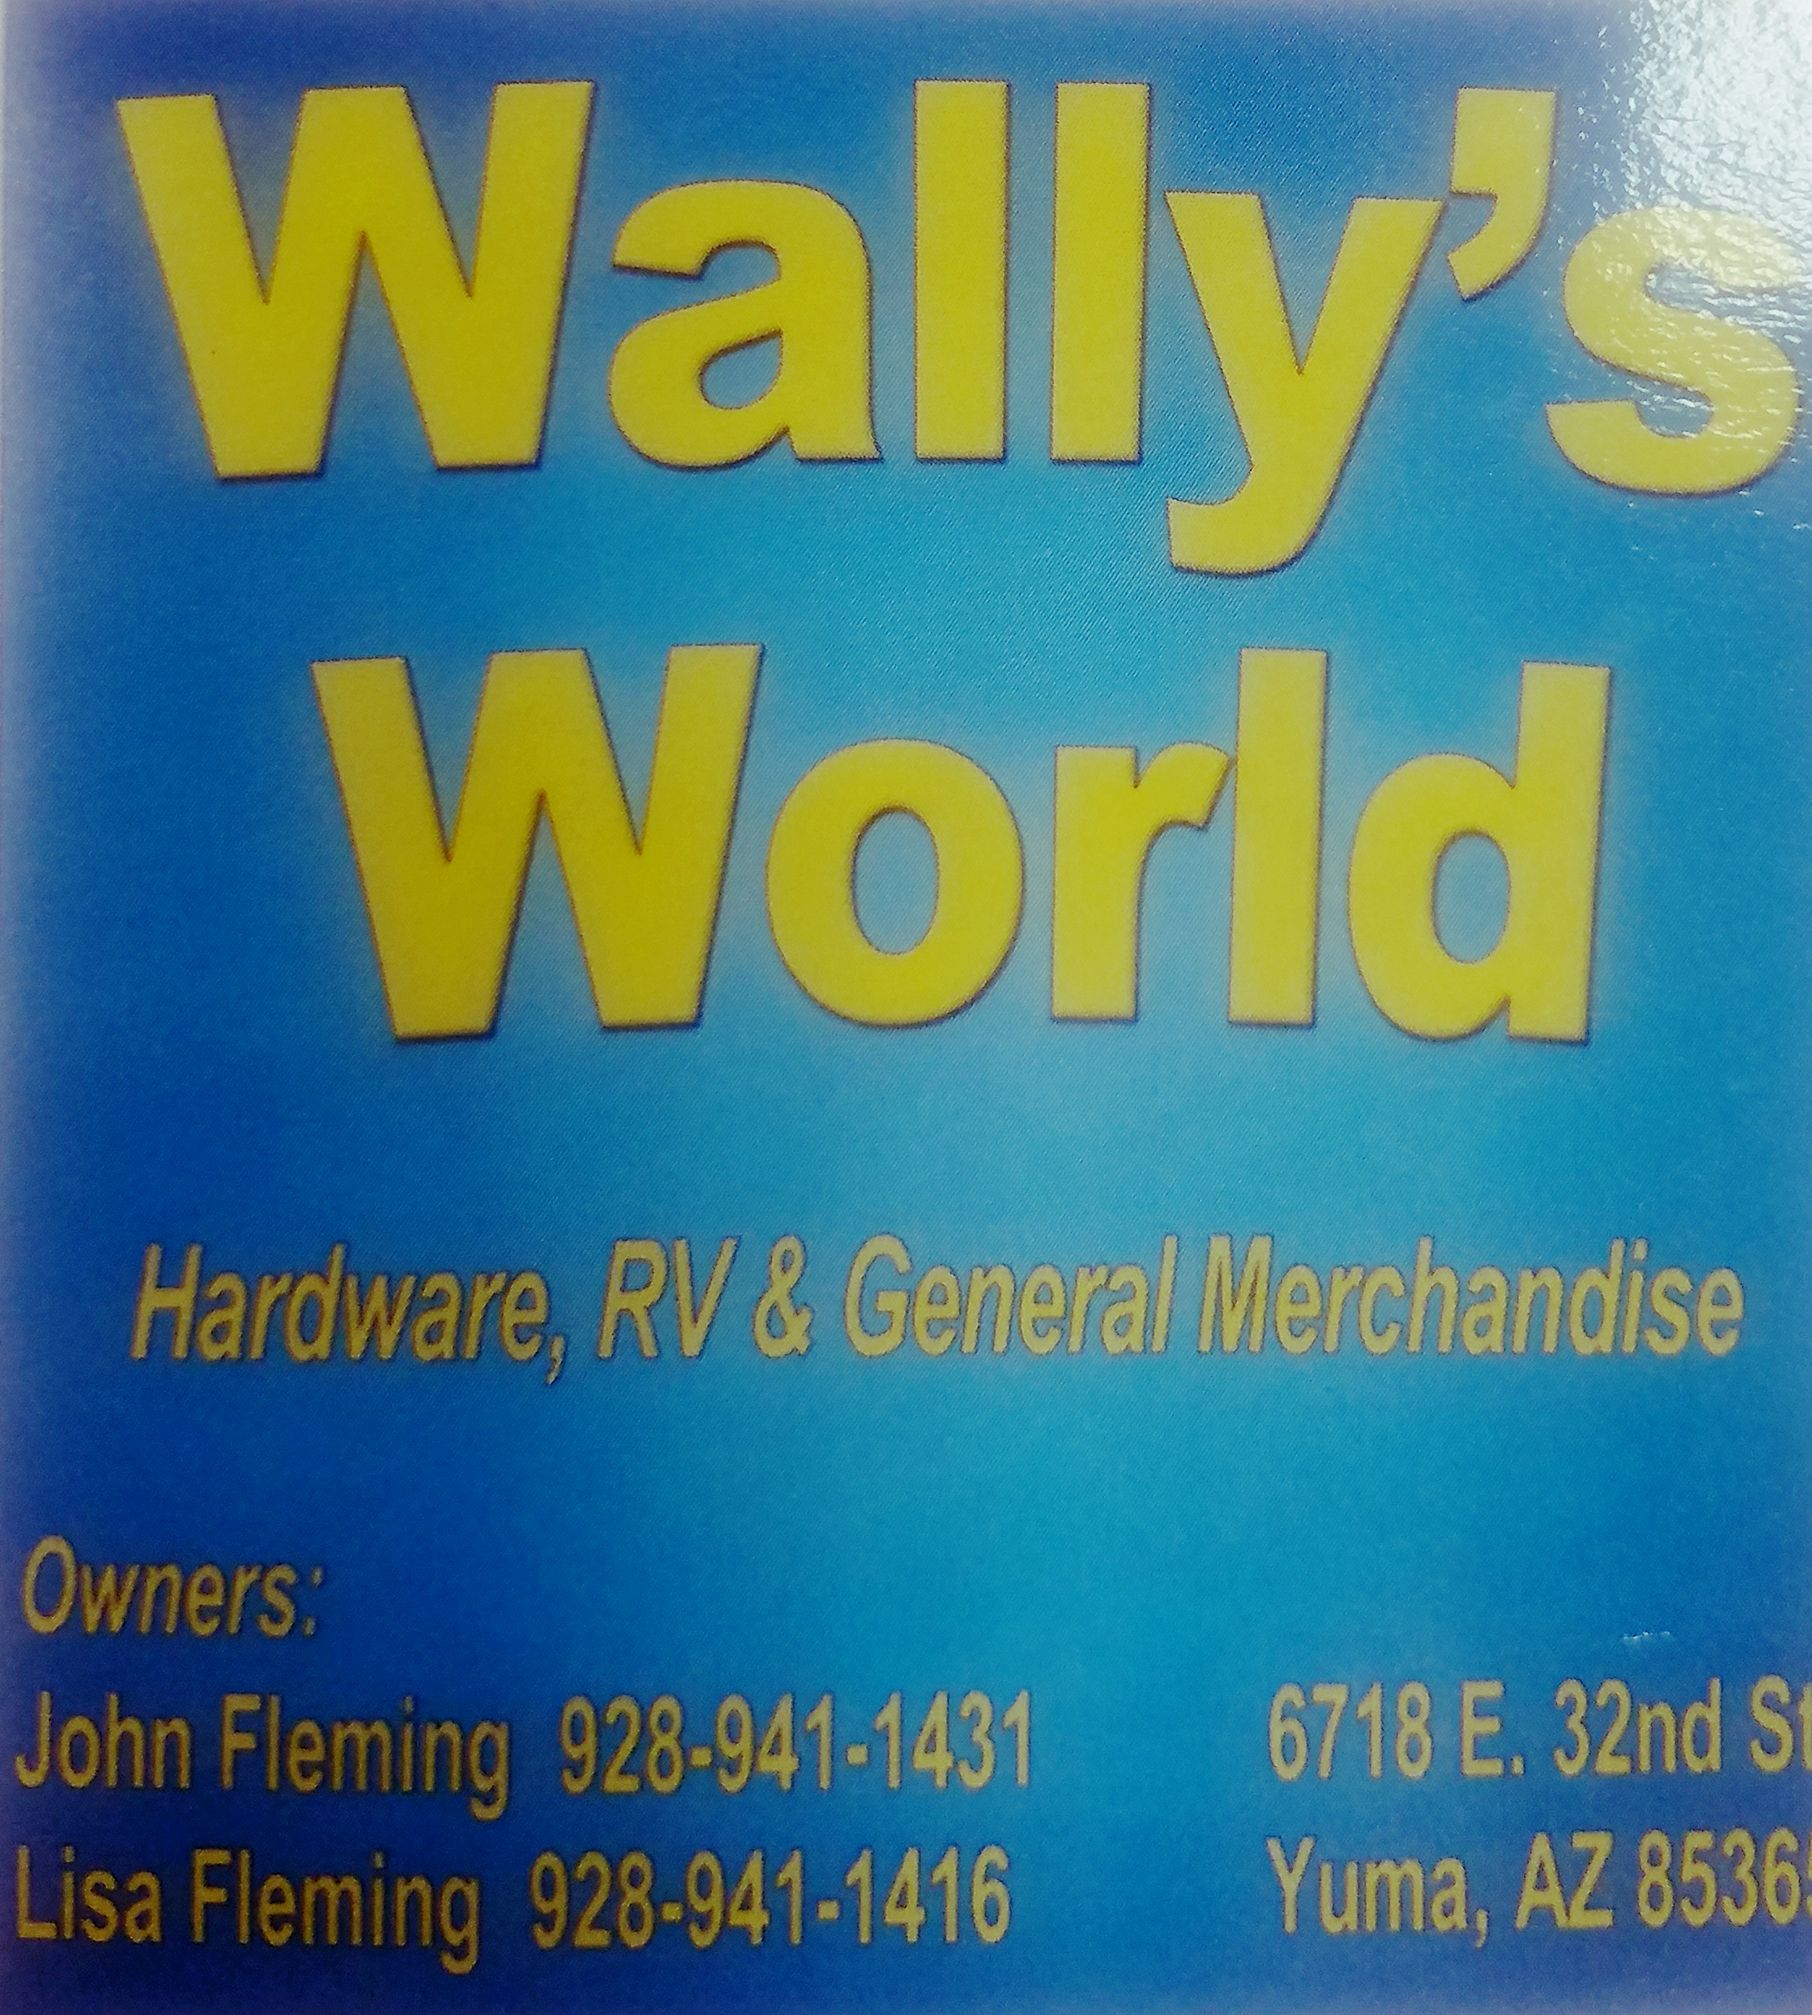 Wally's
World
Hardware, RV & General Merchandise
Owners:
John Fleming 928-941-1431 6718 E. 32nd St
Lisa Fleming 928-941-1416 Yuma, AZ